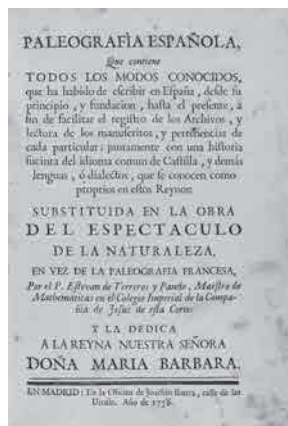 PALEOGRAFIA ESPAÑOLA,
Que contiene
TODOS LOS MODOS CONOCIDOS,
que ha habido de escribir en España, desde su
principio, y fundacion, hasta el presente, à
fin de facilitar el registro de los Archivos, y
lectura de los manuscritos, y pertenencias de
cada particular; juntamente con una historia
sucinta del idioma comun de Castilla, y demàs
lenguas, ò dialectos, que se conocen como
proprios en estos Reynos:
SUBSTITUIDA EN LA OBRA
DEL ESPECTACULO
DE LA NATURALEZA,
EN VEZ DE LA PALEOGRAFIA FRANCESA,
Por el P. Estevan de Terreros y Pando, Maestro de
Mathematicas en el Colegio Imperial de la Compa-
ñia de Jesus de esta Corte:
Y LA DEDICA
A LA REYNA NUESTRA SEÑORA
DOÑA MARIA BARBARA.
EN MADRID: En la Oficina de Joachin Ibarra, calle de las
Urosas. Año de 1758.